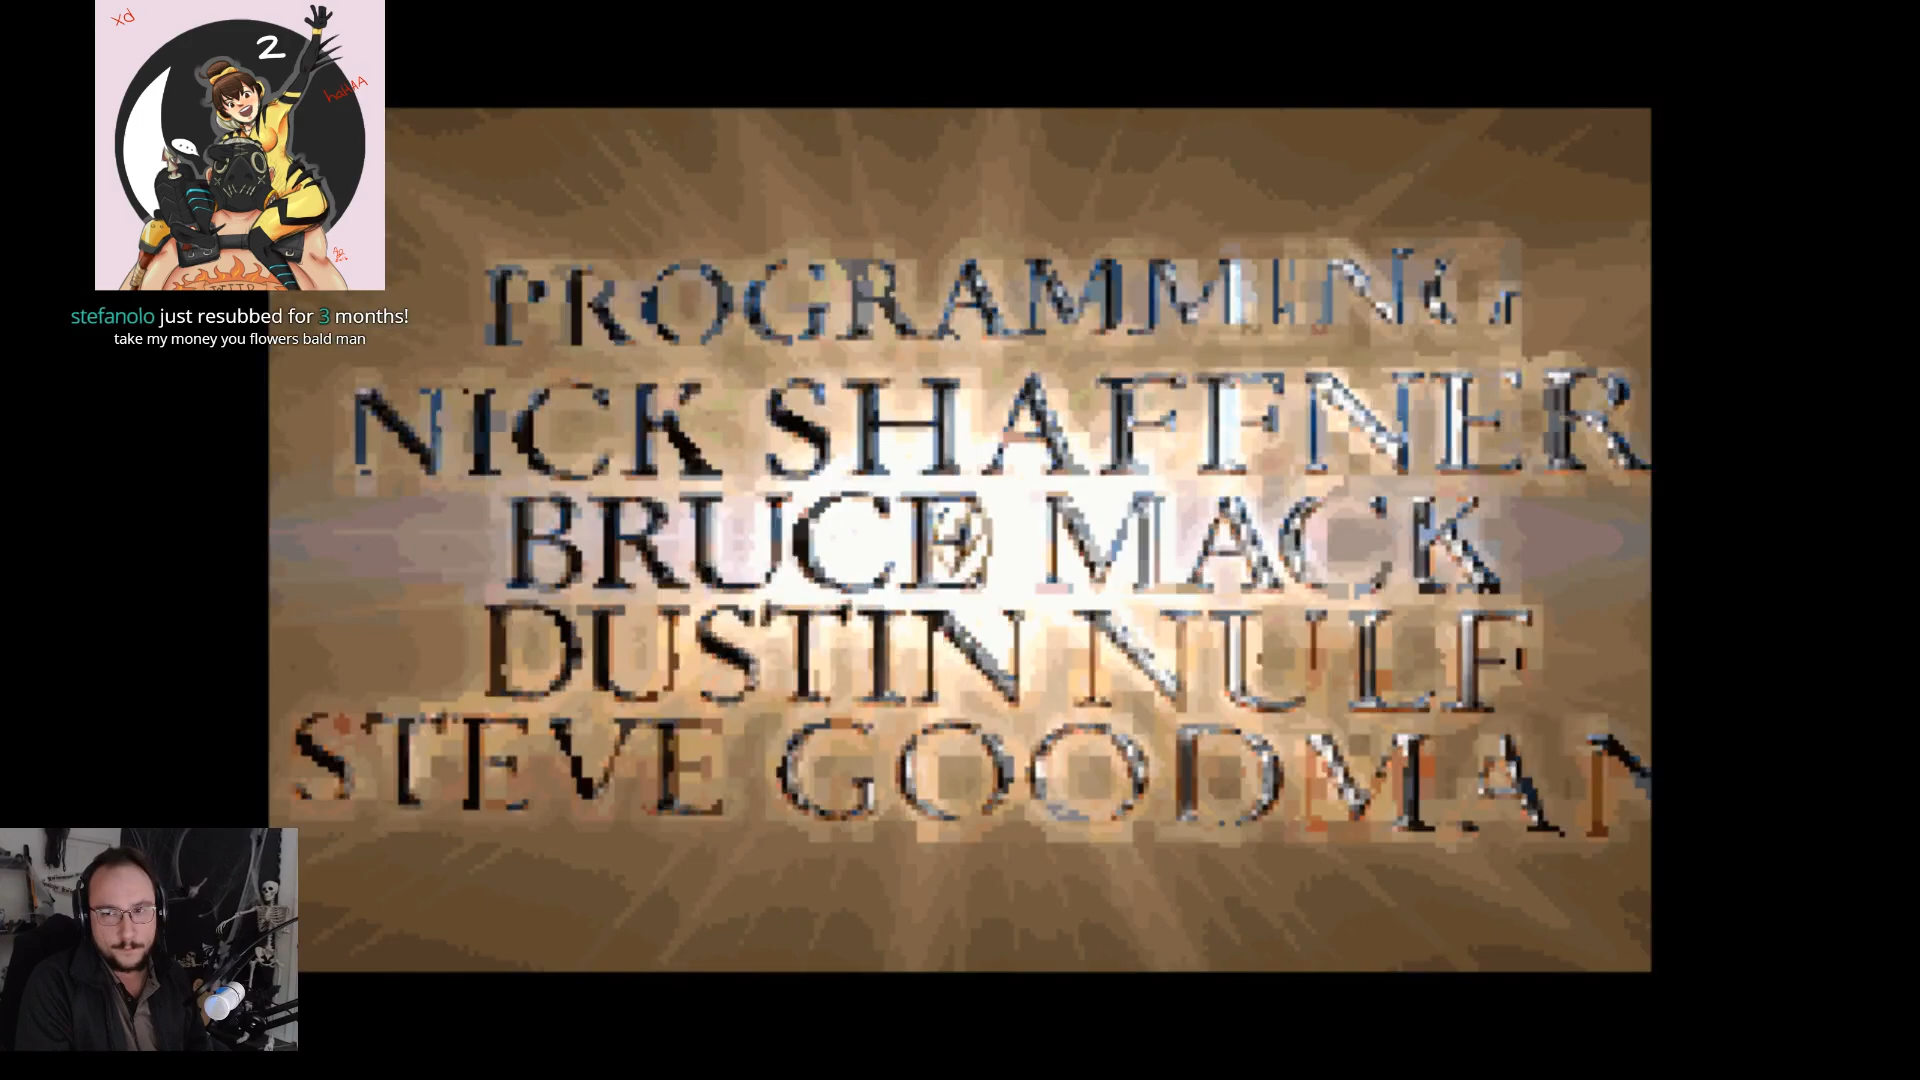 xd
2
haHAA
...
stefanolo just resubbed for 3 months!
take my money you flowers bald man
PROGRAMMING
NICK SHAFFNER
BRUCE MACK
DUSTIN NULF
STEVE GOODMAN